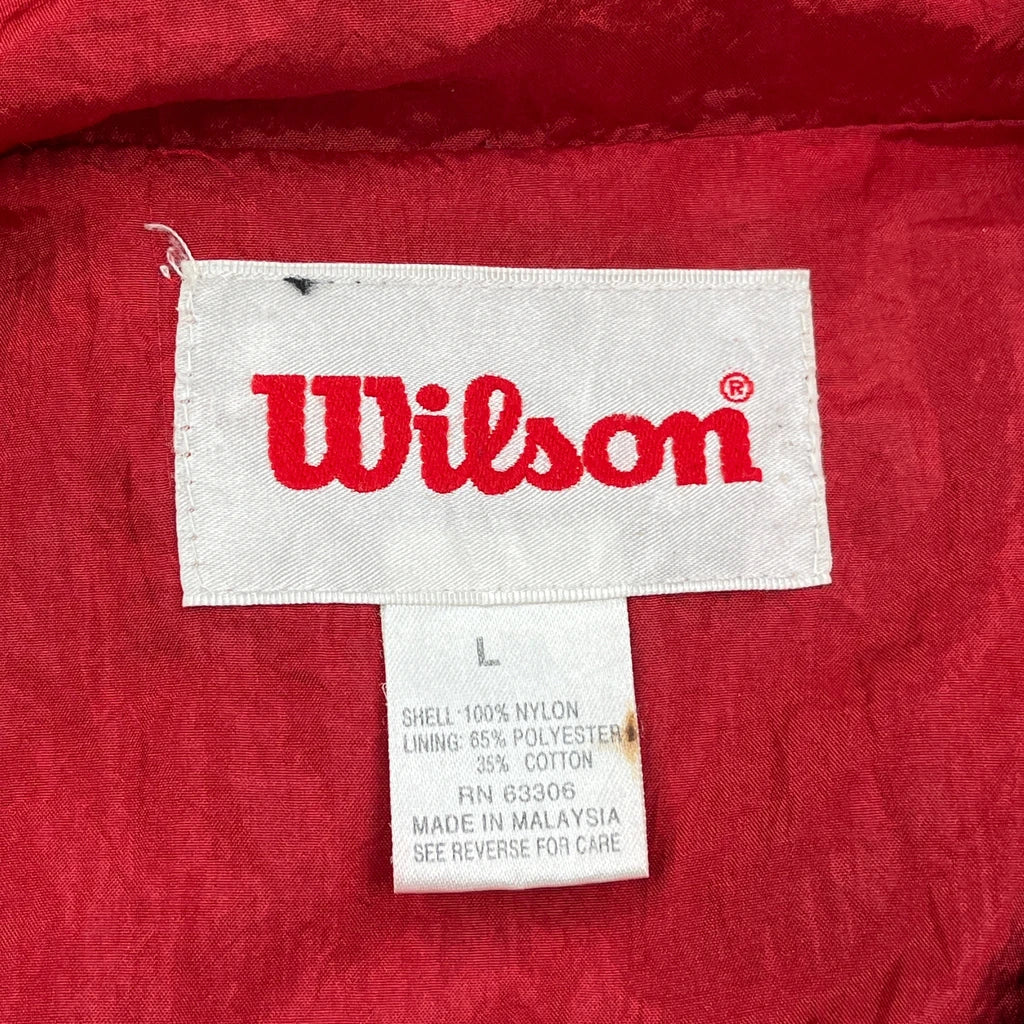 Wilson®
L
SHELL: 100% NYLON
LINING: 65% POLYESTER
35% COTTON
RN 63306
MADE IN MALAYSIA
SEE REVERSE FOR CARE